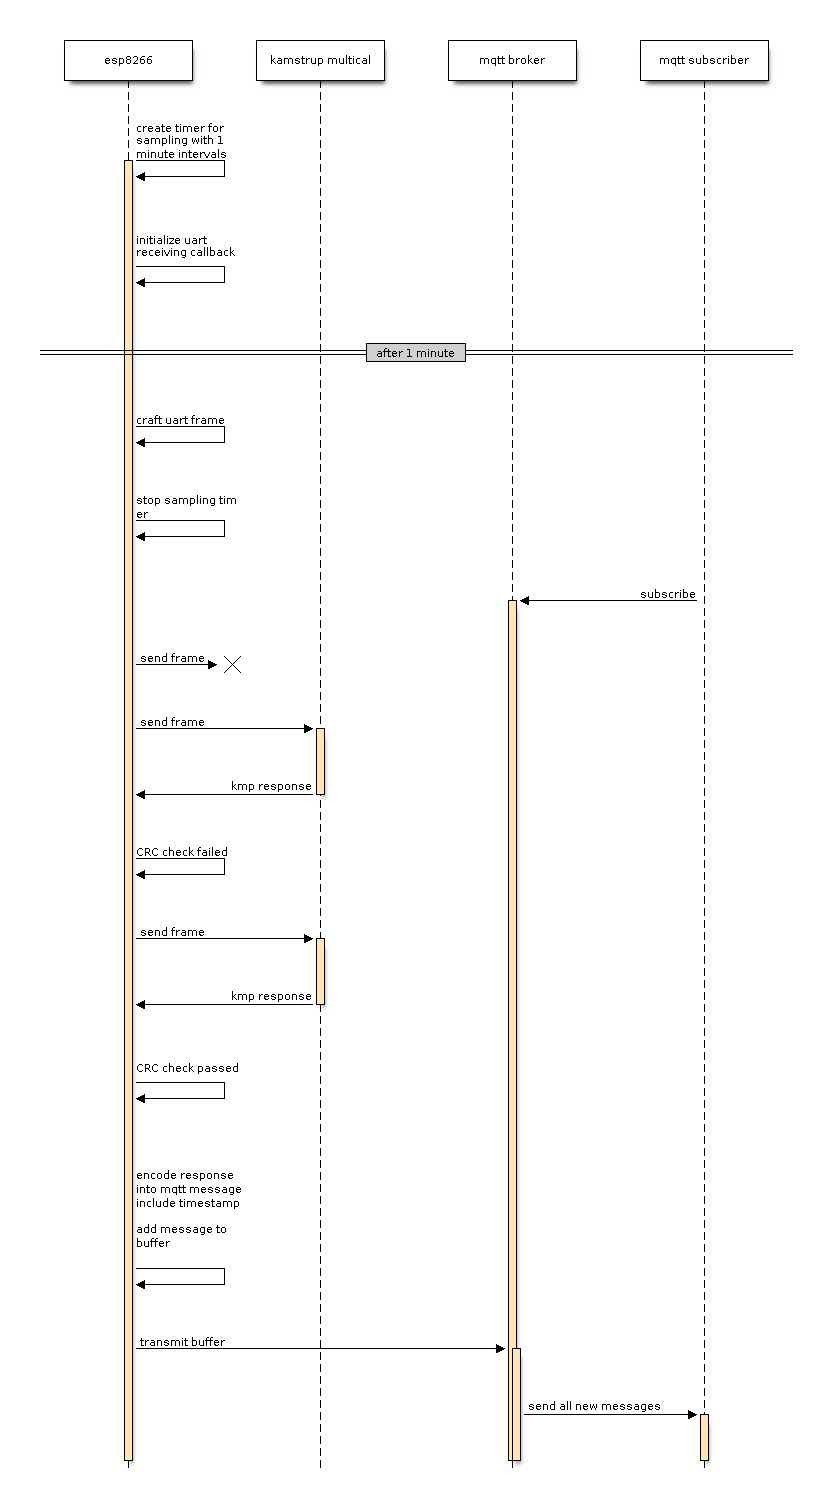 esp8266
kamstrup multical
mqtt broker
mqtt subscriber
create timer for
sampling with 1
minute intervals
initialize uart
receiving callback
after 1 minute
craft uart frame
stop sampling tim
er
subscribe
send frame
send frame
kmp response
CRC check failed
send frame
kmp response
CRC check passed
encode response
into mqtt message
include timestamp
add message to
buffer
transmit buffer
send all new messages